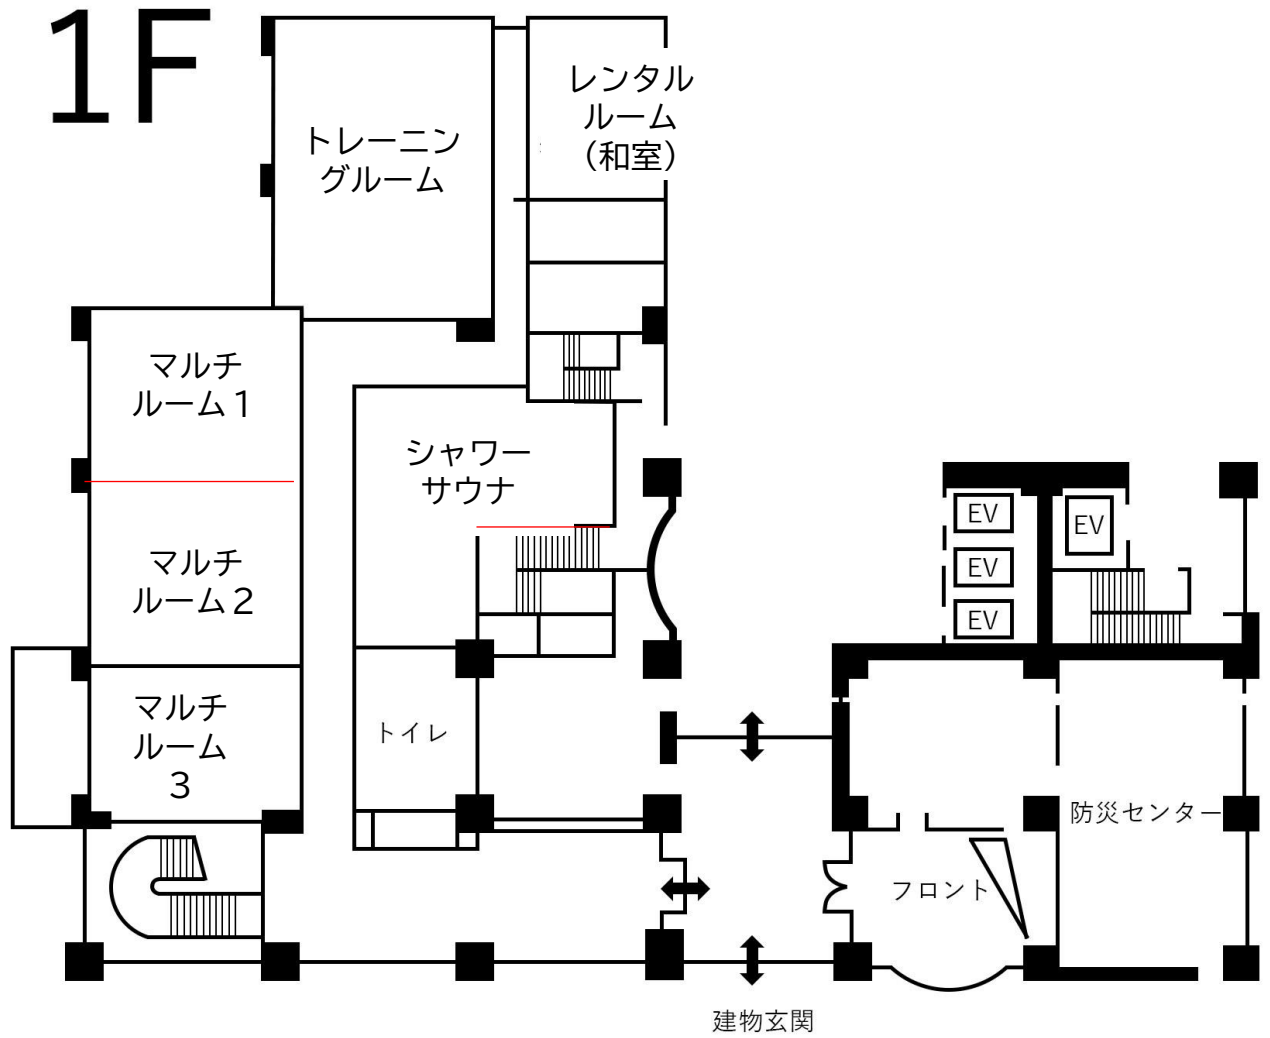 1F
レンタル
ルーム
（和室）
トレーニン
グルーム
マルチ
ルーム１
シャワー
サウナ
マルチ
ルーム２
マルチ
ルーム
３
トイレ
EV
EV
EV
EV
防災センター
フロント
建物玄関